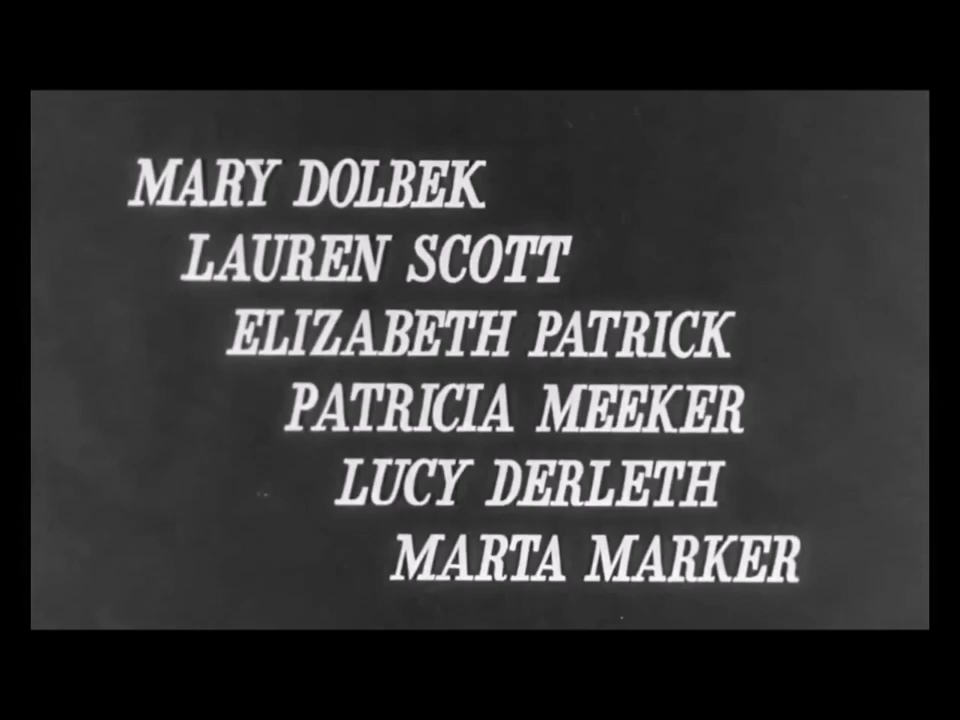 MARY DOLBEK
LAUREN SCOTT
ELIZABETH PATRICK
PATRICIA MEEKER
LUCY DERLETH
MARTA MARKER